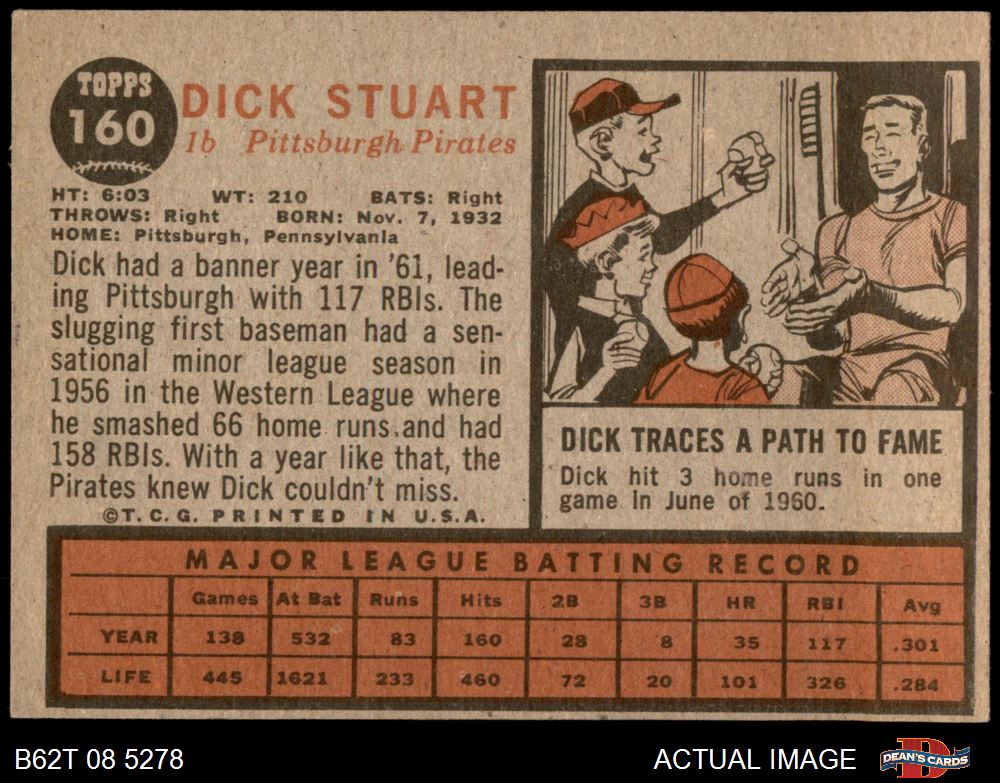 TOPPS
160
DICK STUART
1b Pittsburgh Pirates
HT: 6:03 WT: 210 BATS: Right
THROWS: Right BORN: Nov. 7, 1932
HOME: Pittsburgh, Pennsylvania
Dick had a banner year in '61, lead-
ing Pittsburgh with 117 RBIs. The
slugging first baseman had a sen-
sational minor league season in
1956 in the Western League where
he smashed 66 home runs and had
158 RBIs. With a year like that, the
Pirates knew Dick couldn't miss.
©T.C.G. PRINTED IN U.S.A.
DICK TRACES A PATH TO FAME
Dick hit 3 home runs in one
game in June of 1960.
MAJOR LEAGUE BATTING RECORD
Games At Bat Runs Hits 2B 3B HR RBI Avg
YEAR 138 532 83 160 28 8 35 117 .301
LIFE 445 1621 233 460 72 20 101 326 .284
B62T 08 5278 ACTUAL IMAGE
DEAN'S CARDS